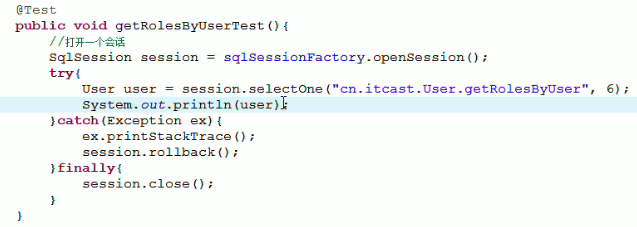 @Test
public void getRolesByUserTest(){
//打开一个会话
SqlSession session = sqlSessionFactory.openSession();
try{
User user = session.selectOne("cn.itcast.User.getRolesByUser", 6);
System.out.println(user);
}catch(Exception ex){
ex.printStackTrace();
session.rollback();
}finally{
session.close();
}
}